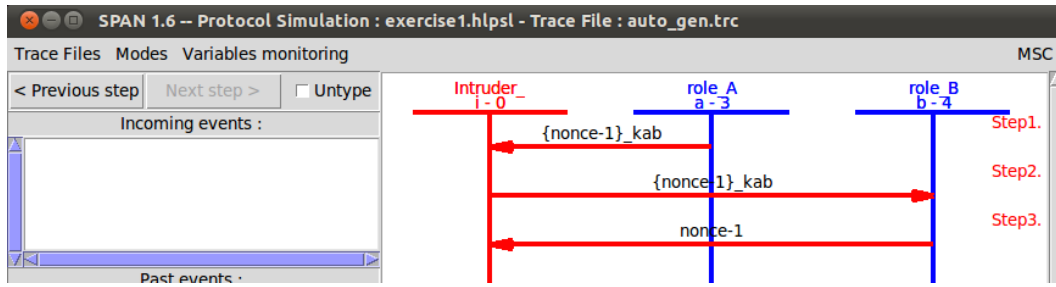 SPAN 1.6 -- Protocol Simulation : exercise1.hlpsl - Trace File : auto_gen.trc
Trace Files Modes Variables monitoring MSC
< Previous step Next step > Untype
Incoming events :
Past events :
Intruder_ role_A role_B
i - 0 a - 3 b - 4
Step1.
{nonce-1}_kab
Step2.
{nonce-1}_kab
Step3.
nonce-1